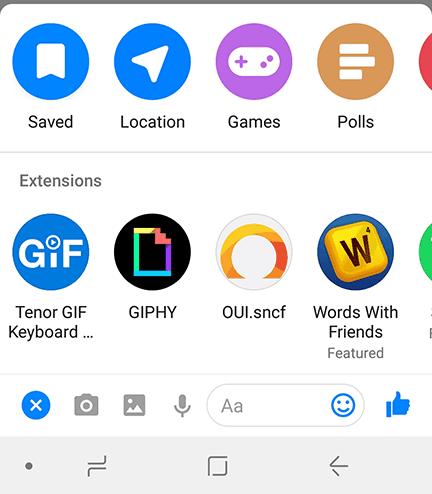 Saved
Location
Games
Polls
Extensions
GIF
W
4
Tenor GIF
Keyboard ...
GIPHY
OUI.sncf
Words With
Friends
Featured
Aa